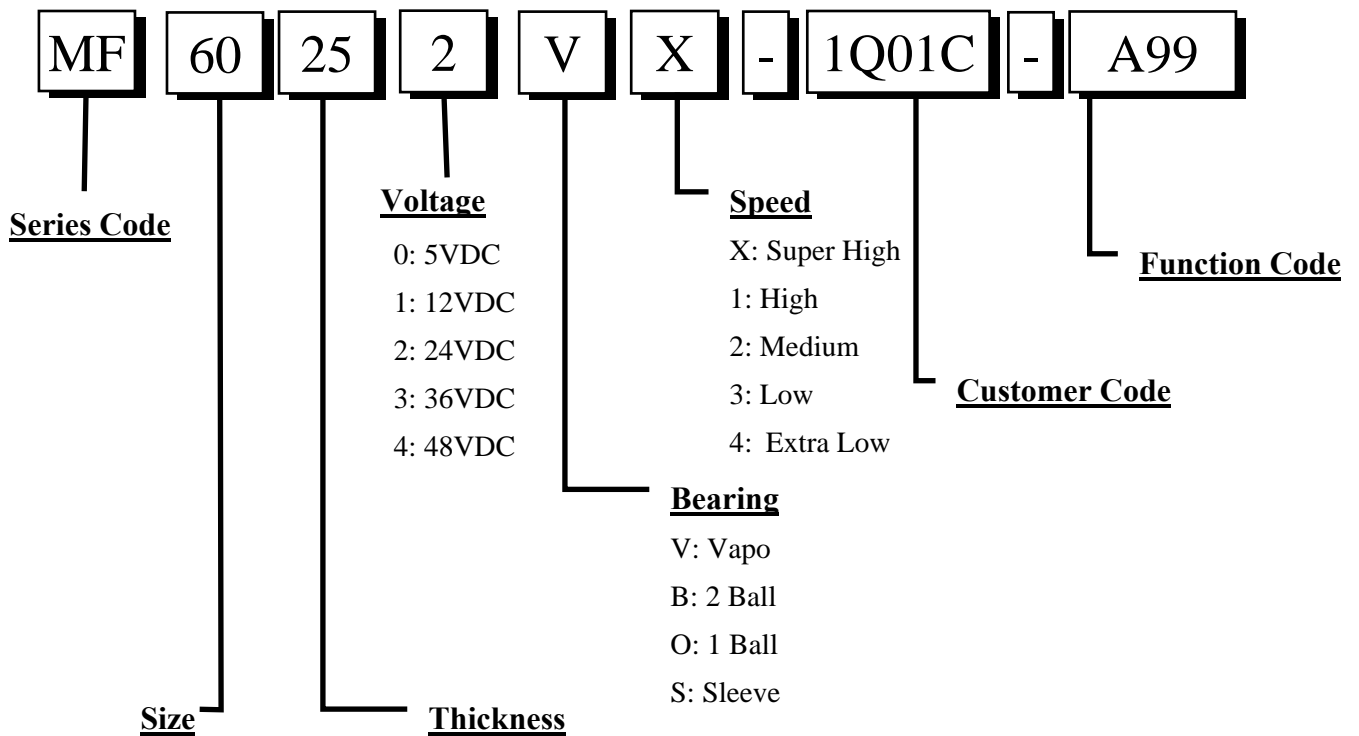 MF 60 25 2 V X - 1Q01C - A99
Series Code
Voltage
0: 5VDC
1: 12VDC
2: 24VDC
3: 36VDC
4: 48VDC
Speed
X: Super High
1: High
2: Medium
3: Low
4: Extra Low
Function Code
Customer Code
Bearing
V: Vapo
B: 2 Ball
O: 1 Ball
S: Sleeve
Size
Thickness